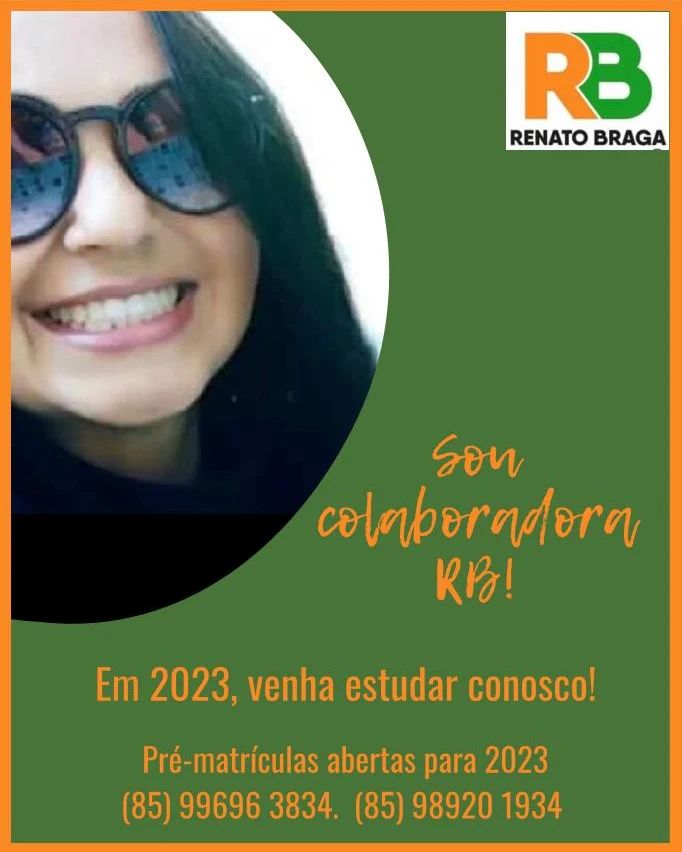 RB
RENATO BRAGA
Sou
colaboradora
RB!
Em 2023, venha estudar conosco!
Pré-matrículas abertas para 2023
(85) 99696 3834.  (85) 98920 1934